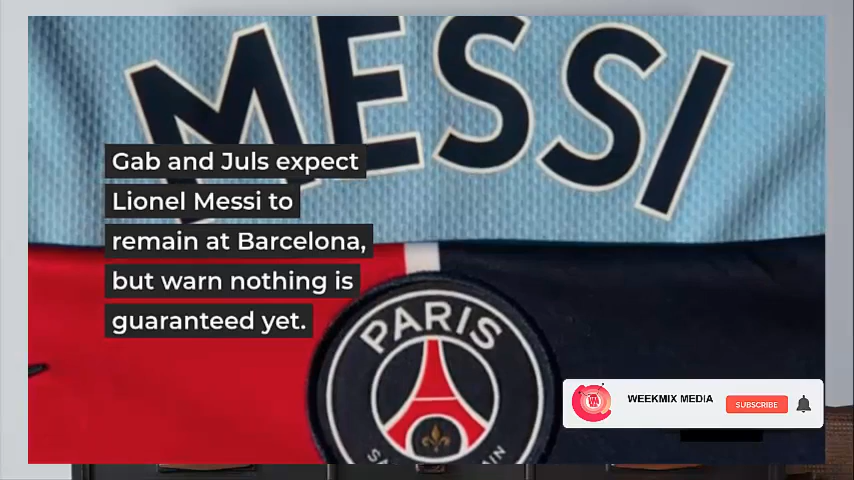 MESSI
Gab and Juls expect
Lionel Messi to
remain at Barcelona,
but warn nothing is
guaranteed yet.
PARIS
WEEKMIX MEDIA
SUBSCRIBE